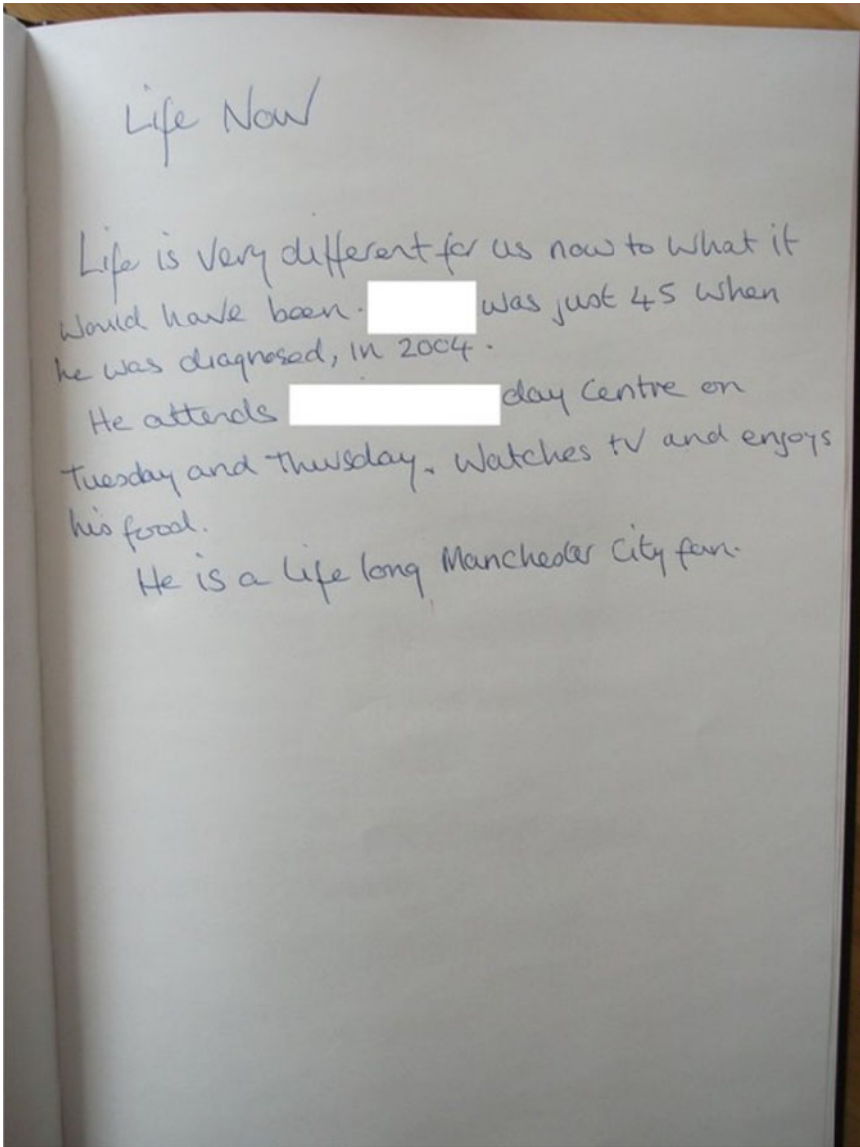 Life Now
Life is very different for us now to what it
would have been. was just 45 when
he was diagnosed, in 2004.
He attends day Centre on
Tuesday and Thursday. Watches tV and enjoys
his food.
He is a life long Manchester City fan.